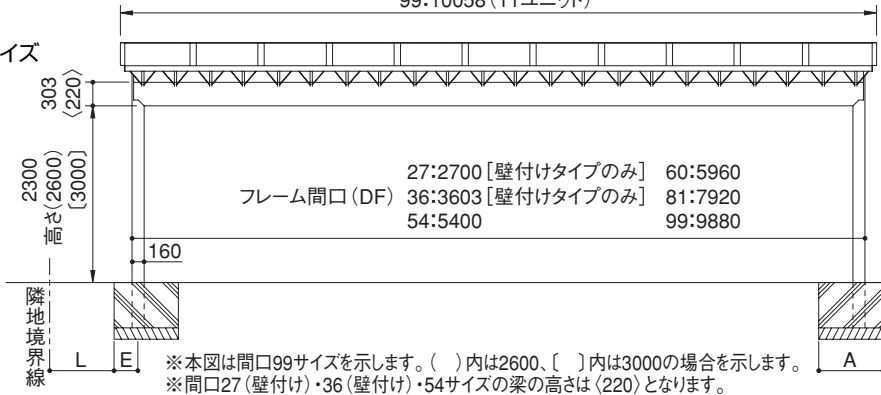 99:10058(11ユニット)
イズ
303
〈220〉
2300
高さ(2600)
〔3000〕
フレーム間口(DF)
27:2700[壁付けタイプのみ] 60:5960
36:3603[壁付けタイプのみ] 81:7920
54:5400 99:9880
160
隣地境界線
L
E
A
※本図は間口99サイズを示します。( )内は2600、〔 〕内は3000の場合を示します。
※間口27(壁付け)・36(壁付け)・54サイズの梁の高さは〈220〉となります。